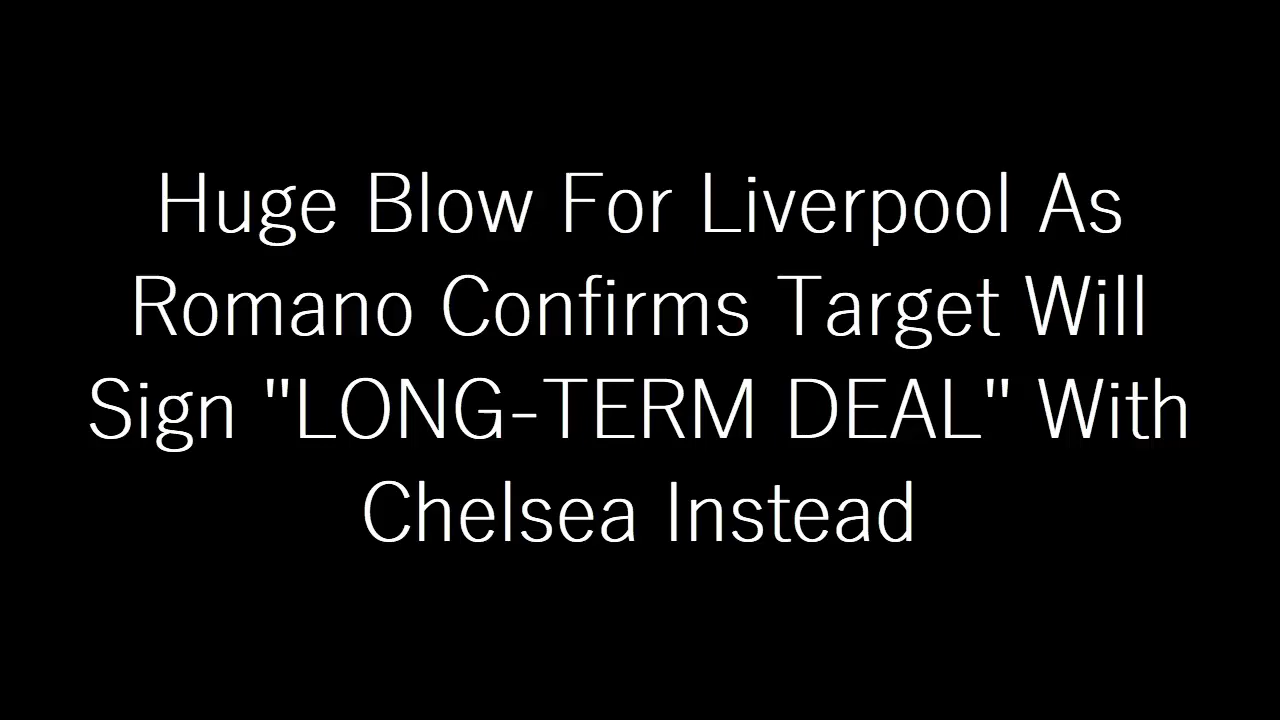 Huge Blow For Liverpool As
Romano Confirms Target Will
Sign "LONG-TERM DEAL" With
Chelsea Instead